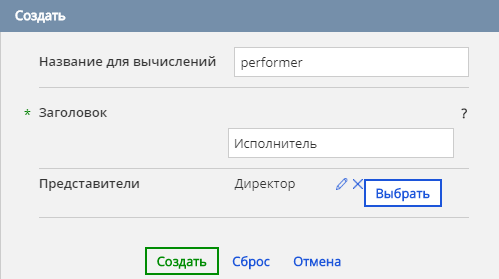 Создать
Название для вычислений performer
* Заголовок ?
Исполнитель
Представители Директор Выбрать
Создать Сброс Отмена